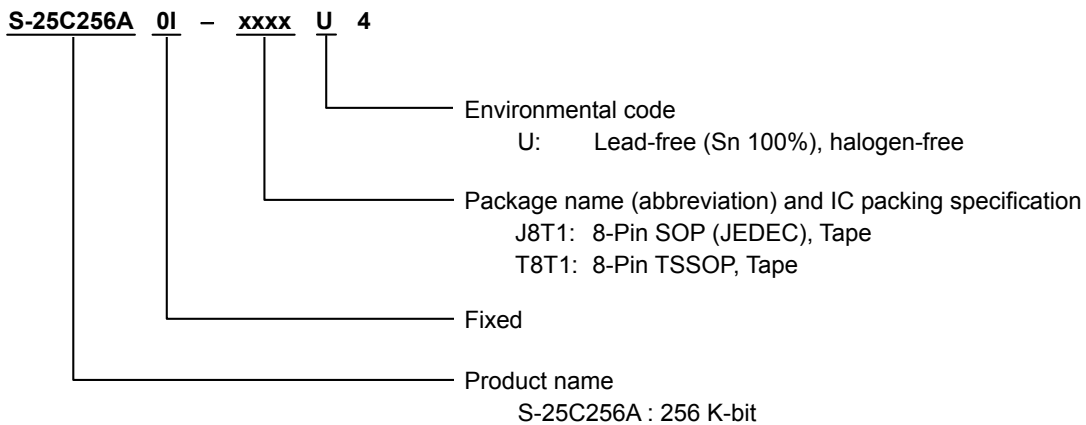 S-25C256A 0I – xxxx U 4
Environmental code
U: Lead-free (Sn 100%), halogen-free
Package name (abbreviation) and IC packing specification
J8T1: 8-Pin SOP (JEDEC), Tape
T8T1: 8-Pin TSSOP, Tape
Fixed
Product name
S-25C256A : 256 K-bit